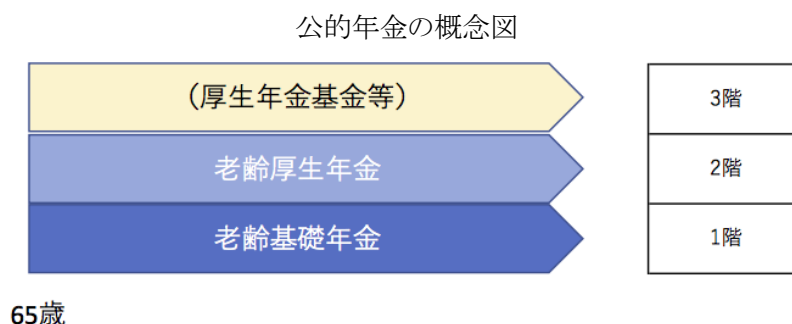 公的年金の概念図
（厚生年金基金等）
3階
老齢厚生年金
2階
老齢基礎年金
1階
65歳